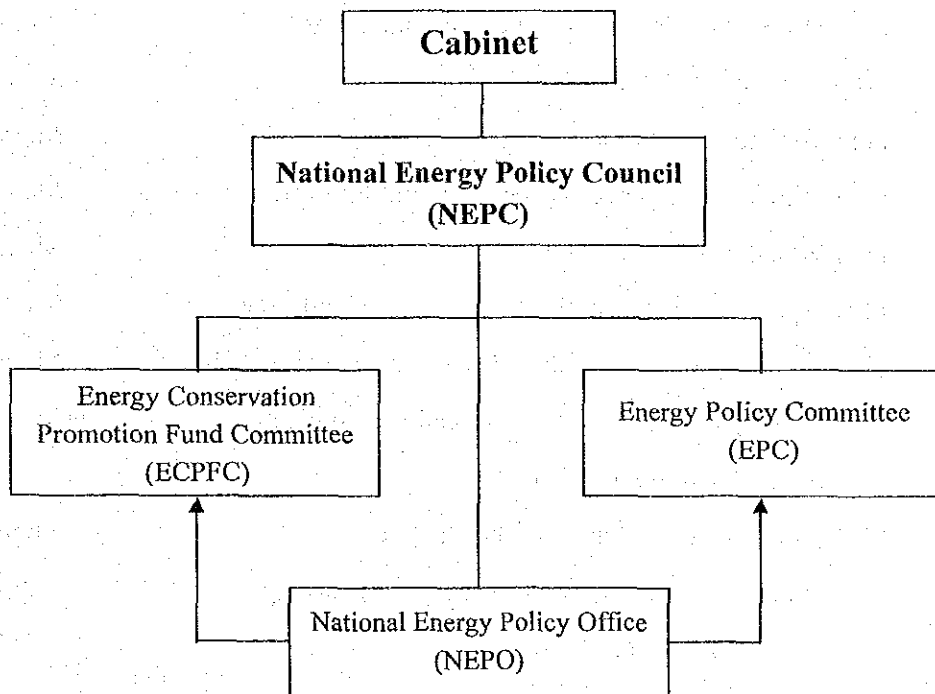 Cabinet
National Energy Policy Council
(NEPC)
Energy Conservation
Promotion Fund Committee
(ECPFC)
Energy Policy Committee
(EPC)
National Energy Policy Office
(NEPO)